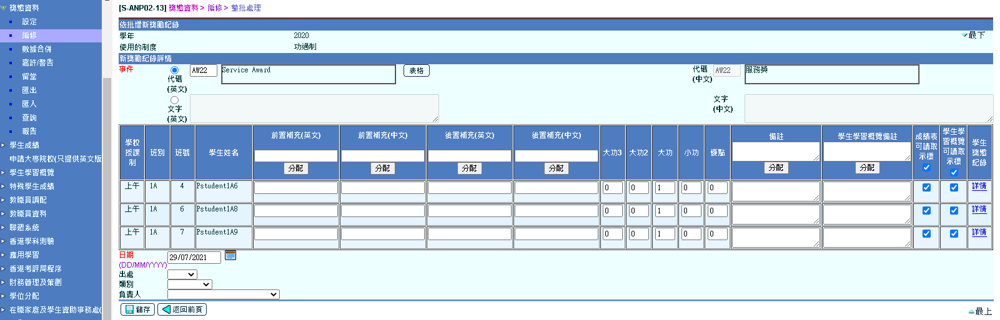 獎懲資料
設定
編修
數據合併
嘉許/警告
留堂
匯出
匯入
查詢
報告
學生成績
申請大專院校(只提供英文版
學生學習概覽
特殊學生成績
教職員調配
教職員資料
聯遞系統
香港學科測驗
應用學習
香港考評局程序
財務管理及策劃
學位分配
在職家庭及學生資助事務處(
[S-ANP02-13] 獎懲資料 > 編修 > 整批處理
依批增新獎勵紀錄
學年 2020
最下
使用的制度 功過制
新獎勵紀錄詳情
事件 代碼(英文) AW22 Service Award 表格 代碼(中文) AW22 服務獎
文字(英文) 文字(中文)
學校授課制 班別 班號 學生姓名 前置補充(英文) 前置補充(中文) 後置補充(英文) 後置補充(中文) 大功3 大功2 大功 小功 優點 備註 學生學習概覽備註 成績表可讀取示標 學生學習概覽可讀取示標 學生獎懲紀錄
分配 分配 分配 分配 分配 分配
上午 1A 4 Pstudent1A6 0 0 1 0 0 詳情
上午 1A 6 Pstudent1A8 0 0 1 0 0 詳情
上午 1A 7 Pstudent1A9 0 0 1 0 0 詳情
日期 29/07/2021
(DD/MM/YYYY)
出處
類別
負責人
儲存 返回前頁
最上